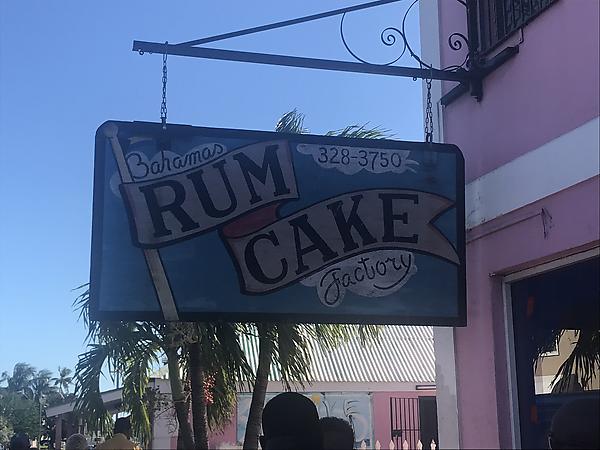 Bahamas
328-3750
RUM
CAKE
Factory